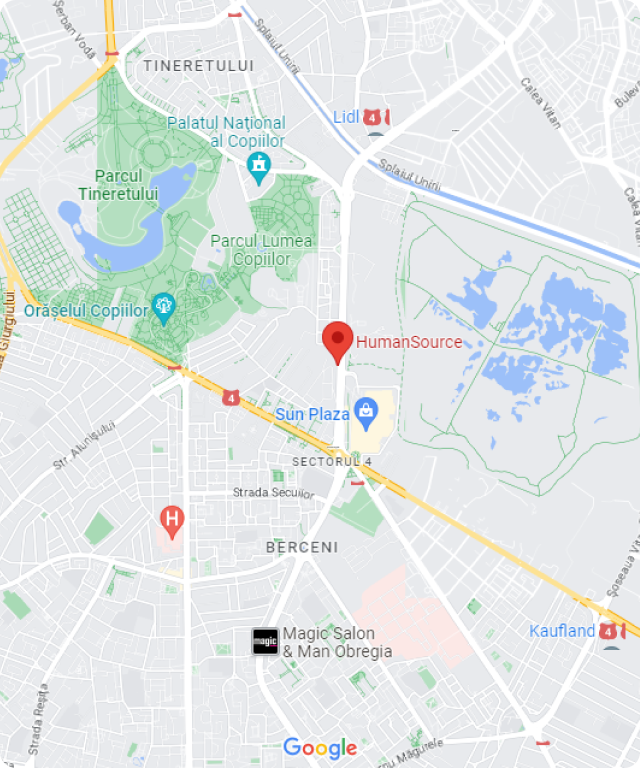 Șerban Vodă
Splaiul Unirii
TINERETULUI
Calea Vitan
Lidl
4
Palatul Național
al Copiilor
Splaiul Unirii
Parcul
Tineretului
Calea Vitan
Parcul Lumea
Copiilor
Orășelul Copiilor
Giurgiului
HumanSource
4
Sun Plaza
Str. Alunișului
SECTORUL 4
Strada Secuilor
H
BERCENI
Șoseaua Vitan
magic
Magic Salon
& Man Obregia
Kaufland
4
Strada Reșița
Google
Măgurele